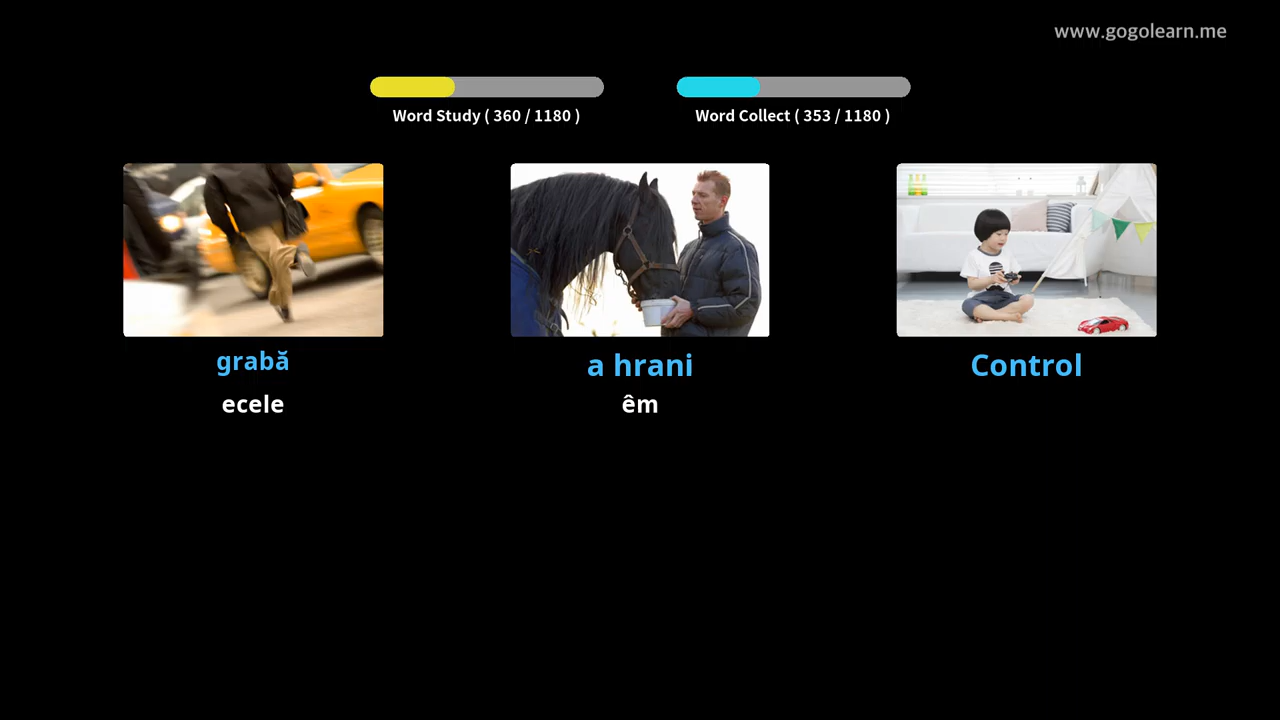 www.gogolearn.me
Word Study ( 360 / 1180 )
Word Collect ( 353 / 1180 )
grabă
a hrani
Control
ecele
êm